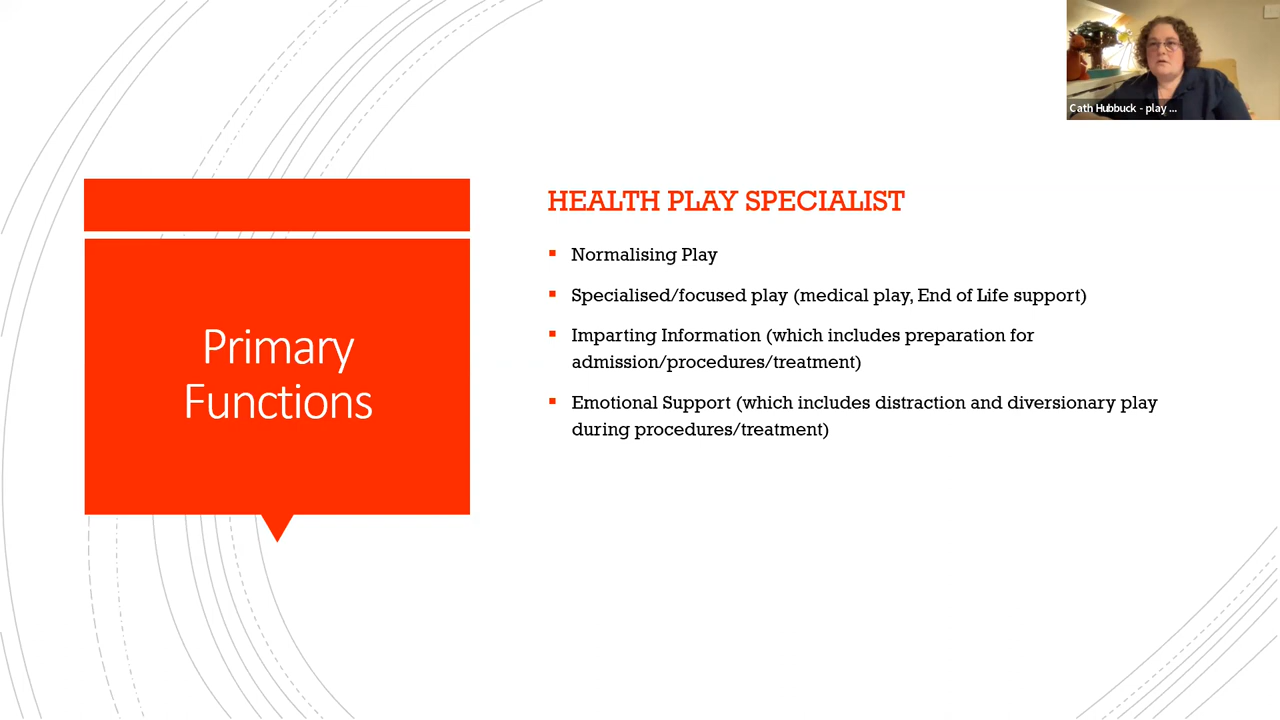 Cath Hubbuck - play ...
Primary
Functions
HEALTH PLAY SPECIALIST
▪ Normalising Play
▪ Specialised/focused play (medical play, End of Life support)
▪ Imparting Information (which includes preparation for
admission/procedures/treatment)
▪ Emotional Support (which includes distraction and diversionary play
during procedures/treatment)